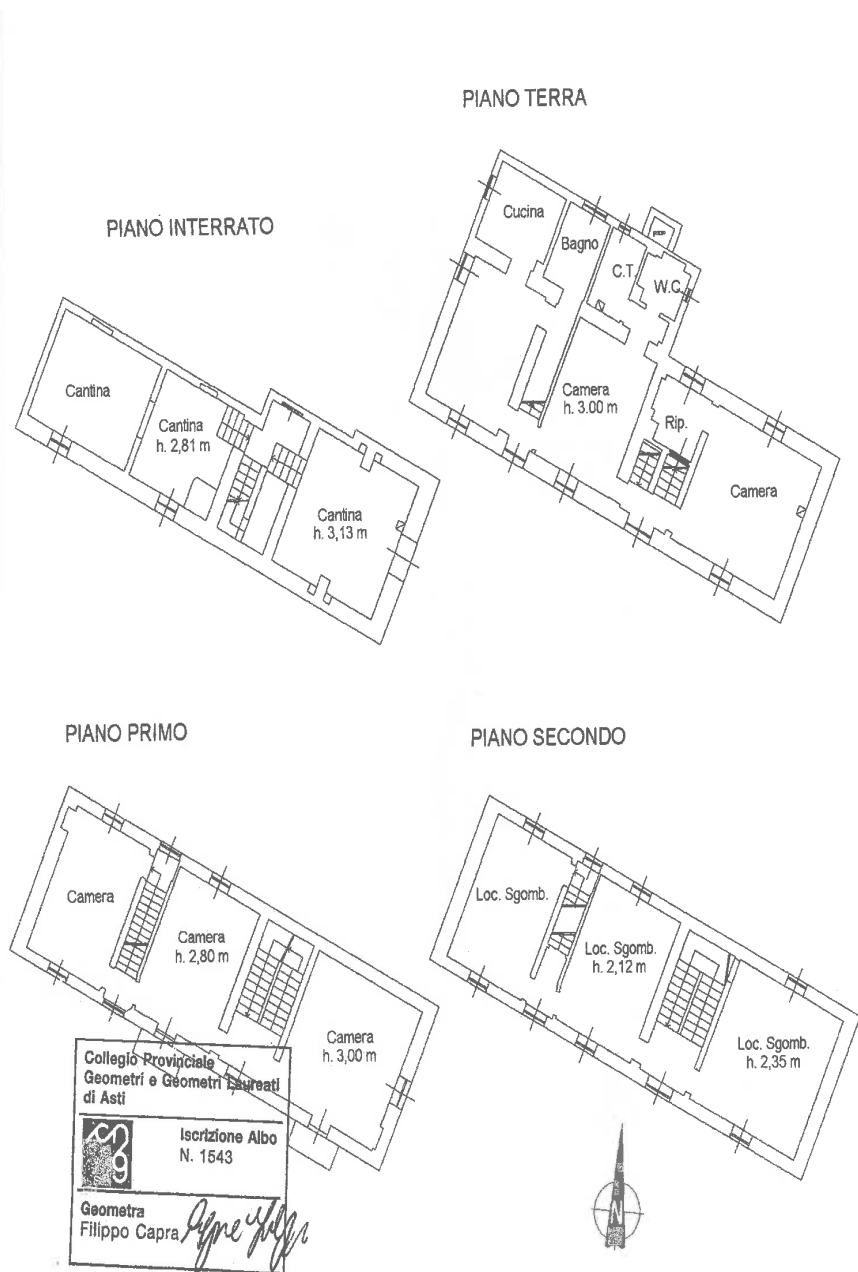 PIANO TERRA
Cucina
Bagno
C.T.
W.C.
Camera
h. 3.00 m
Rip.
Camera
PIANO INTERRATO
Cantina
Cantina
h. 2,81 m
Cantina
h. 3,13 m
PIANO PRIMO
Camera
Camera
h. 2,80 m
Camera
h. 3,00 m
PIANO SECONDO
Loc. Sgomb.
Loc. Sgomb.
h. 2,12 m
Loc. Sgomb.
h. 2,35 m
Collegio Provinciale
Geometri e Geometri Laureati
di Asti
Iscrizione Albo
N. 1543
Geometra
Filippo Capra
N